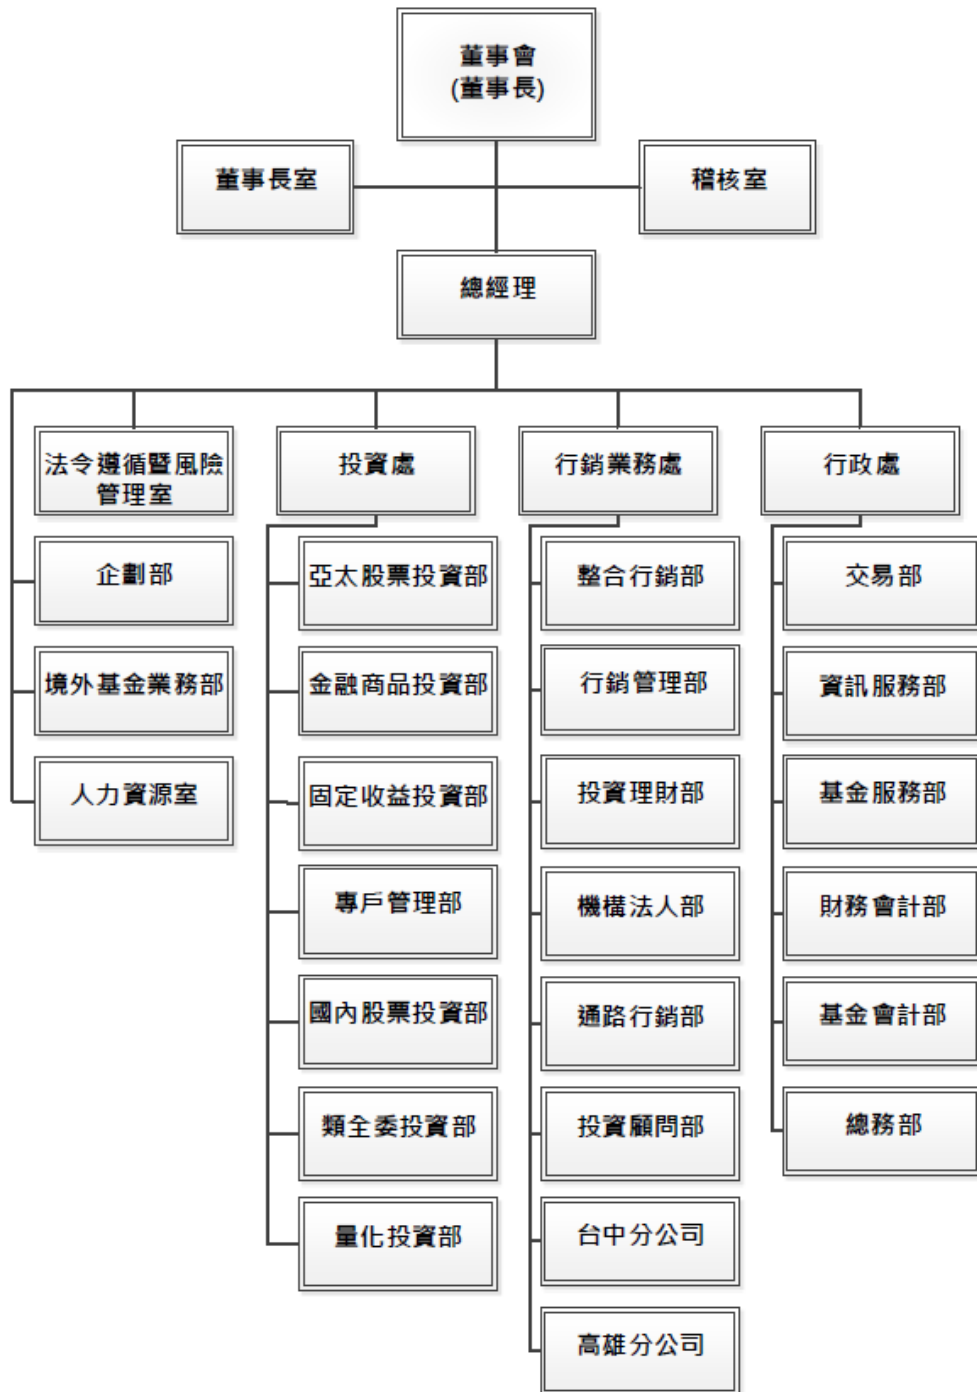 董事會
(董事長)
董事長室
稽核室
總經理
法令遵循暨風險
管理室
投資處
行銷業務處
行政處
企劃部
亞太股票投資部
整合行銷部
交易部
境外基金業務部
金融商品投資部
行銷管理部
資訊服務部
人力資源室
固定收益投資部
投資理財部
基金服務部
專戶管理部
機構法人部
財務會計部
國內股票投資部
通路行銷部
基金會計部
類全委投資部
投資顧問部
總務部
量化投資部
台中分公司
高雄分公司